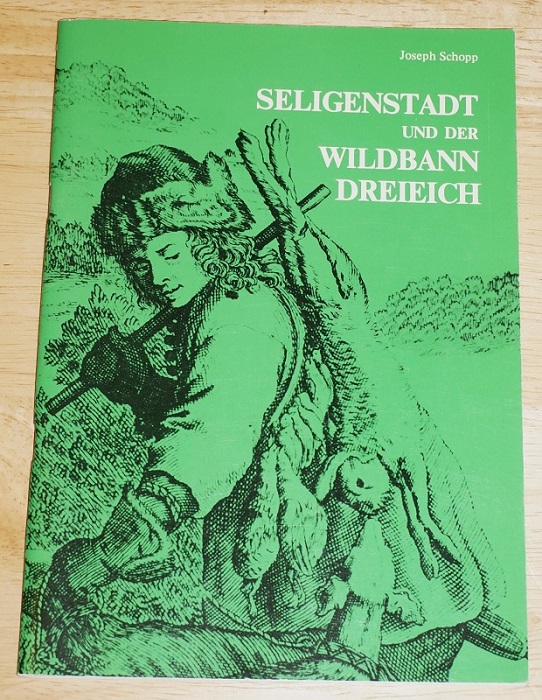 Joseph Schopp
SELIGENSTADT
UND DER
WILDBANN
DREIEICH